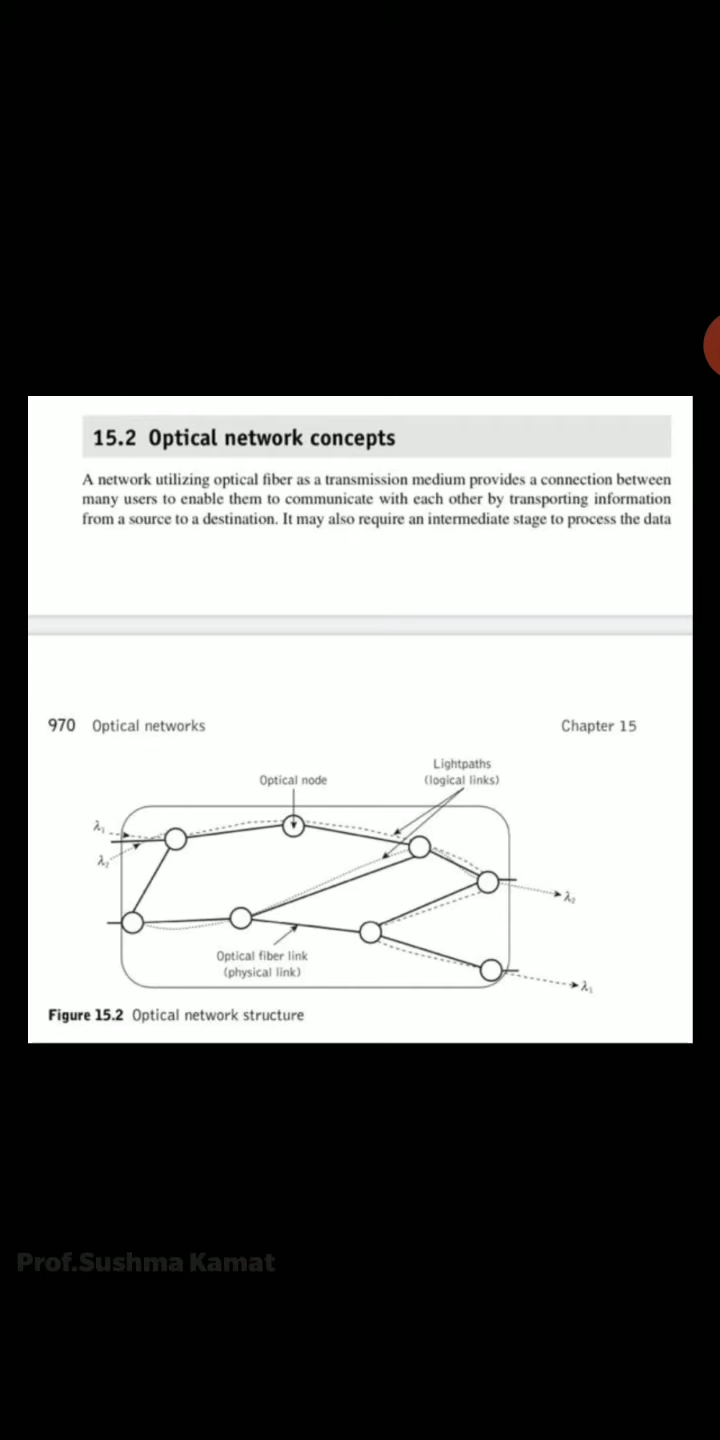 15.2 Optical network concepts
A network utilizing optical fiber as a transmission medium provides a connection between
many users to enable them to communicate with each other by transporting information
from a source to a destination. It may also require an intermediate stage to process the data
970 Optical networks
Chapter 15
Lightpaths
(logical links)
Optical node
λ₁
λ₂
λ₂
Optical fiber link
(physical link)
λ₁
Figure 15.2 Optical network structure
Prof.Sushma Kamat